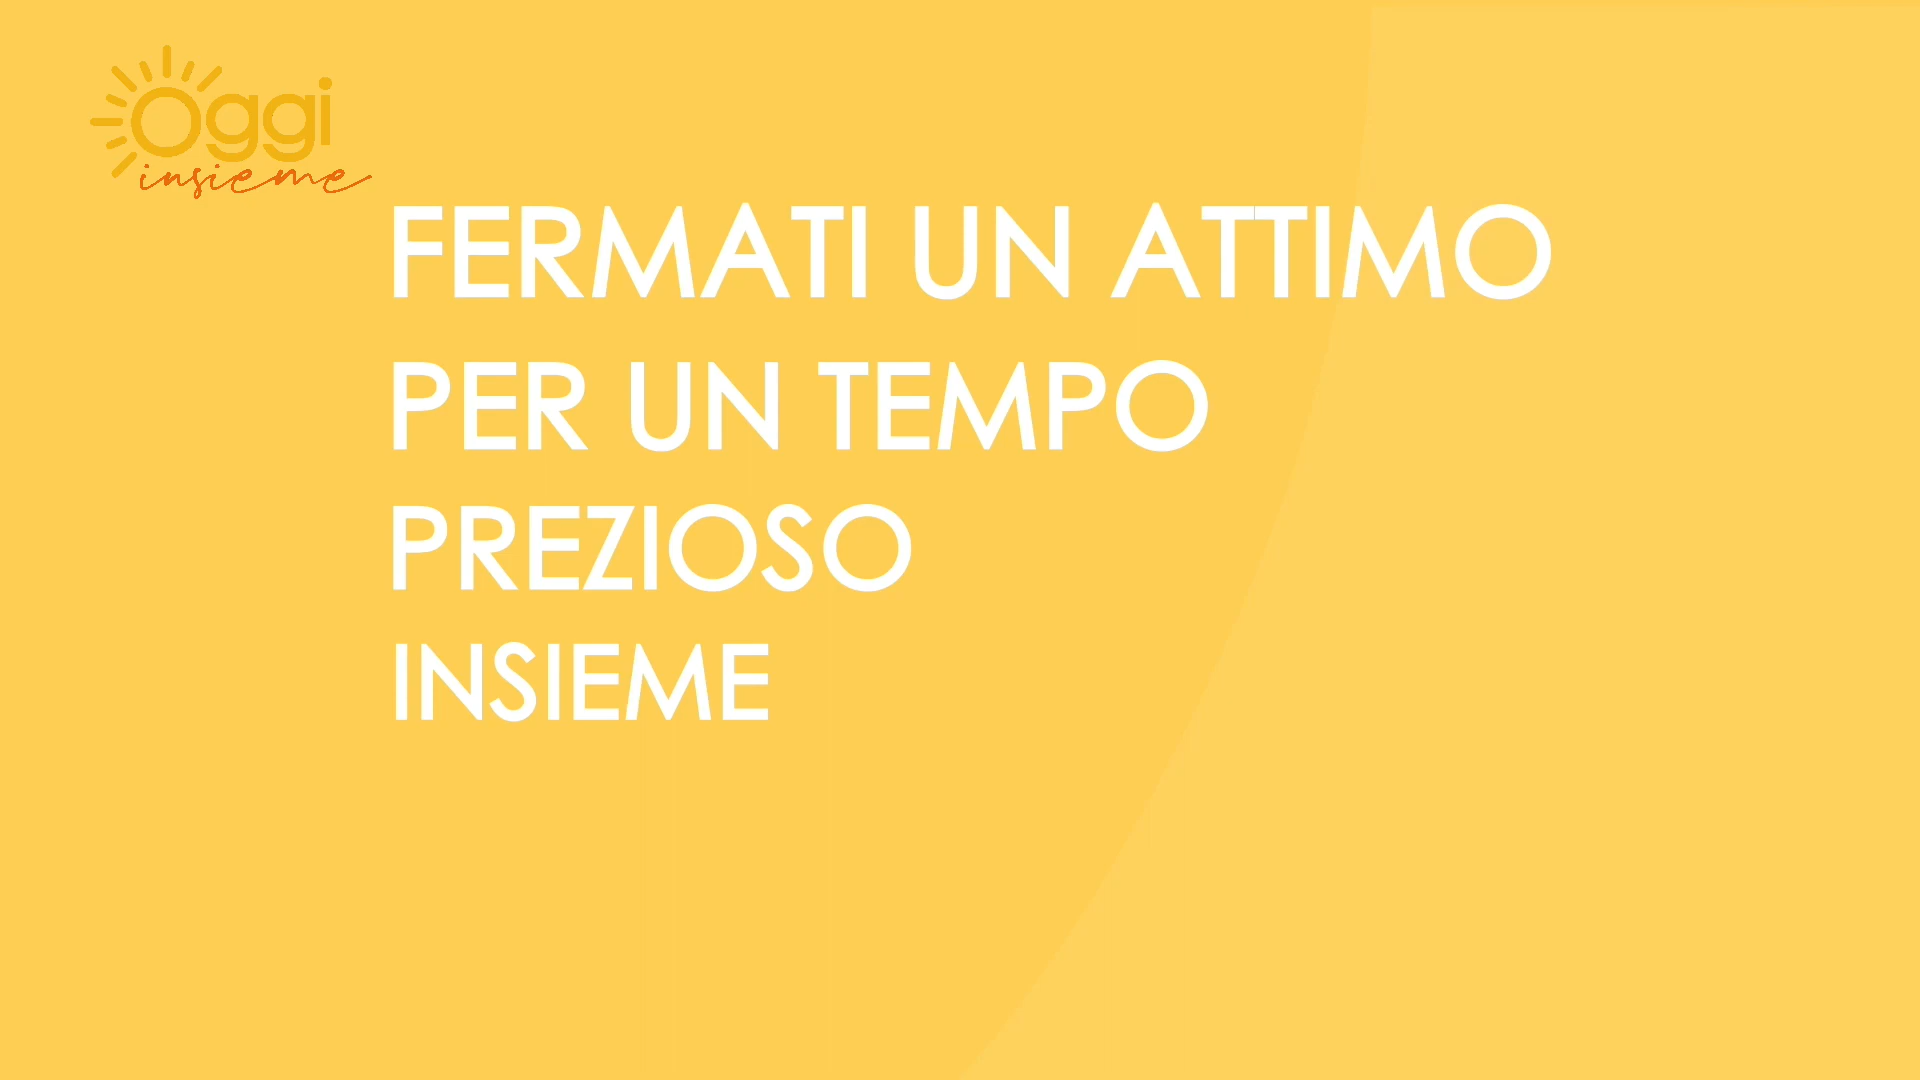 Oggi
insieme
FERMATI UN ATTIMO
PER UN TEMPO
PREZIOSO
INSIEME